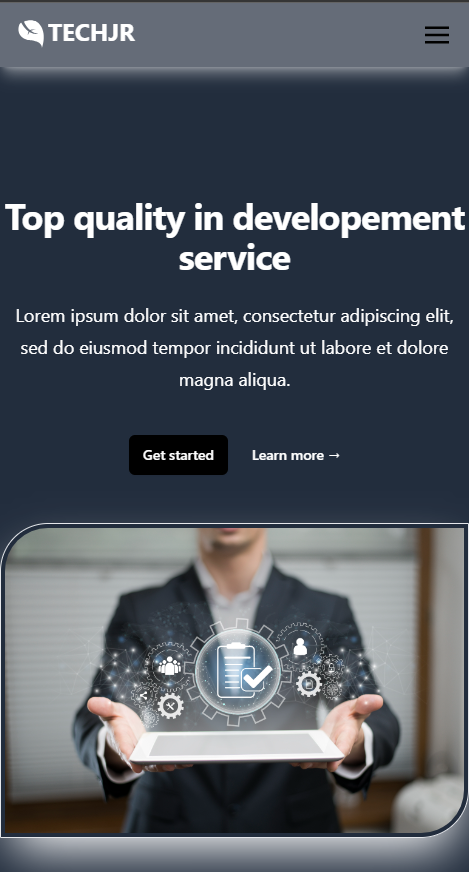 TECHJR
Top quality in developement
service
Lorem ipsum dolor sit amet, consectetur adipiscing elit,
sed do eiusmod tempor incididunt ut labore et dolore
magna aliqua.
Get started
Learn more →